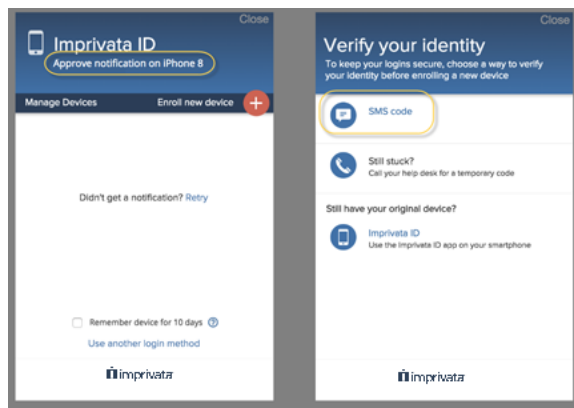 Close
Imprivata ID
Approve notification on iPhone 8
Manage Devices
Enroll new device
+
Didn't get a notification? Retry
Remember device for 10 days ?
Use another login method
imprivata
Close
Verify your identity
To keep your logins secure, choose a way to verify
your identity before enrolling a new device
SMS code
Still stuck?
Call your help desk for a temporary code
Still have your original device?
Imprivata ID
Use the Imprivata ID app on your smartphone
imprivata